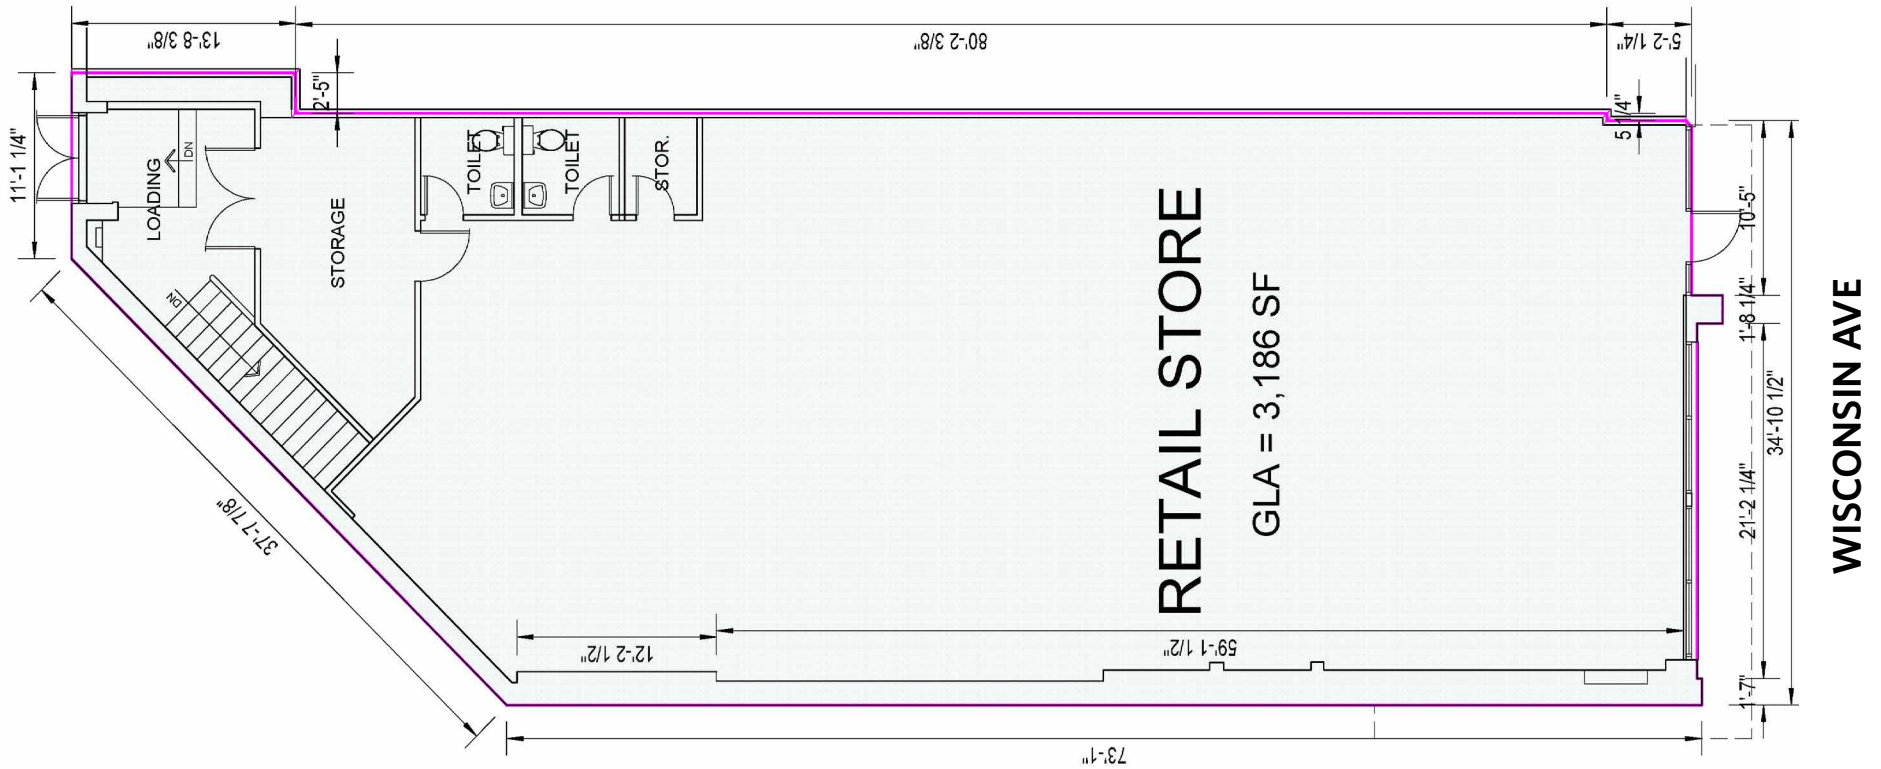 13'-8 3/8"
80'-2 3/8"
5'-2 1/4"
2'-5"
5 1/4"
11'-1 1/4"
LOADING
DN
STORAGE
TOILET
TOILET
STOR.
DN
RETAIL STORE
GLA = 3,186 SF
10'-5"
1'-8 1/4"
21'-2 1/4"
34'-10 1/2"
1'-7"
WISCONSIN AVE
37'-7 7/8"
12'-2 1/2"
59'-1 1/2"
73'-1"